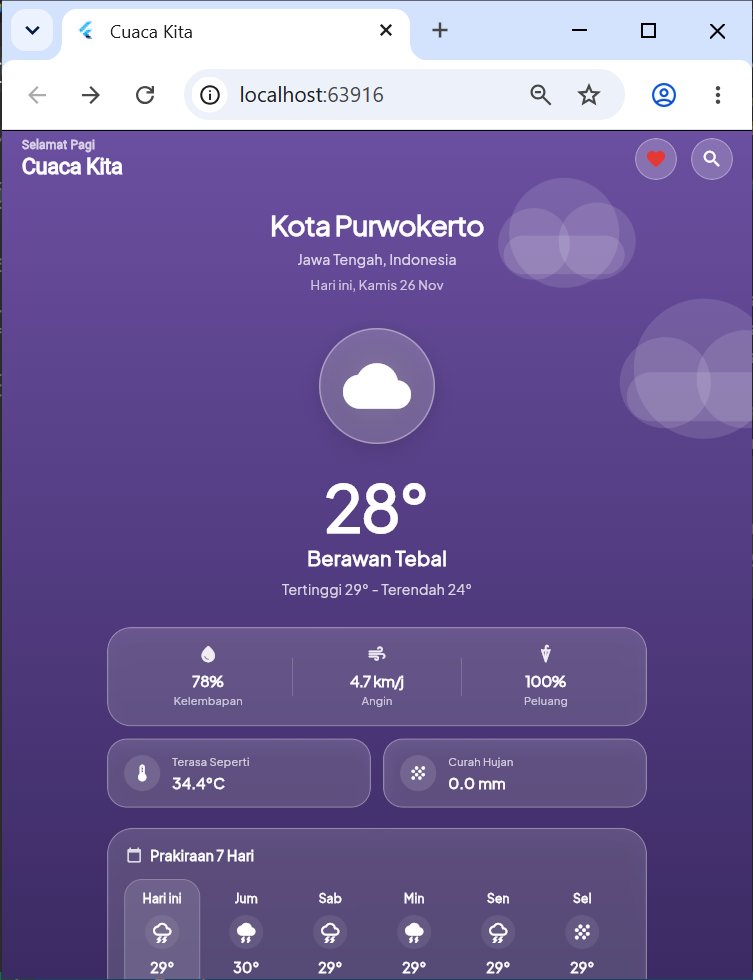 Cuaca Kita
localhost:63916
Selamat Pagi
Cuaca Kita
Kota Purwokerto
Jawa Tengah, Indonesia
Hari ini, Kamis 26 Nov
28°
Berawan Tebal
Tertinggi 29° - Terendah 24°
78% 4.7 km/j 100%
Kelembapan Angin Peluang
Terasa Seperti Curah Hujan
34.4°C 0.0 mm
Prakiraan 7 Hari
Hari ini Jum Sab Min Sen Sel
29° 30° 29° 29° 29° 29°